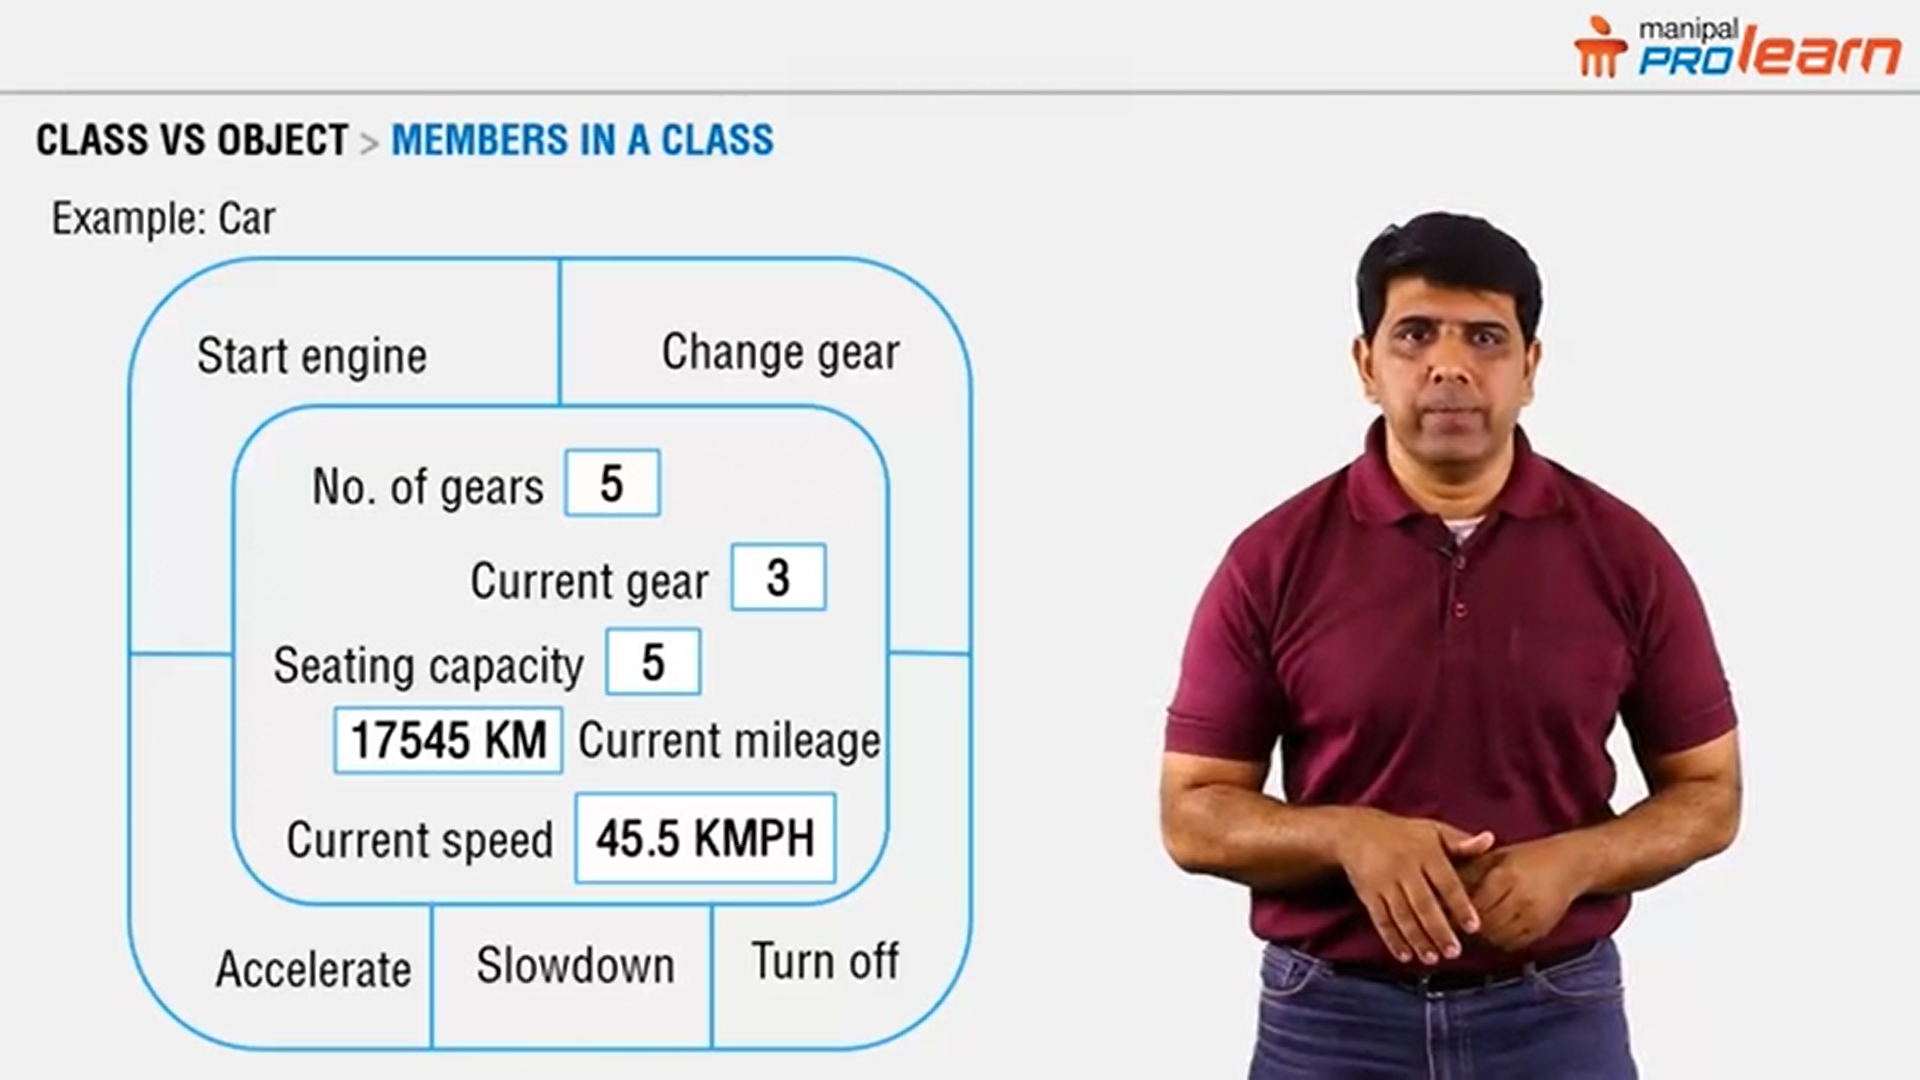 manipal
PROlearn
CLASS VS OBJECT > MEMBERS IN A CLASS
Example: Car
Start engine
Change gear
No. of gears 5
Current gear 3
Seating capacity 5
17545 KM Current mileage
Current speed 45.5 KMPH
Accelerate
Slowdown
Turn off